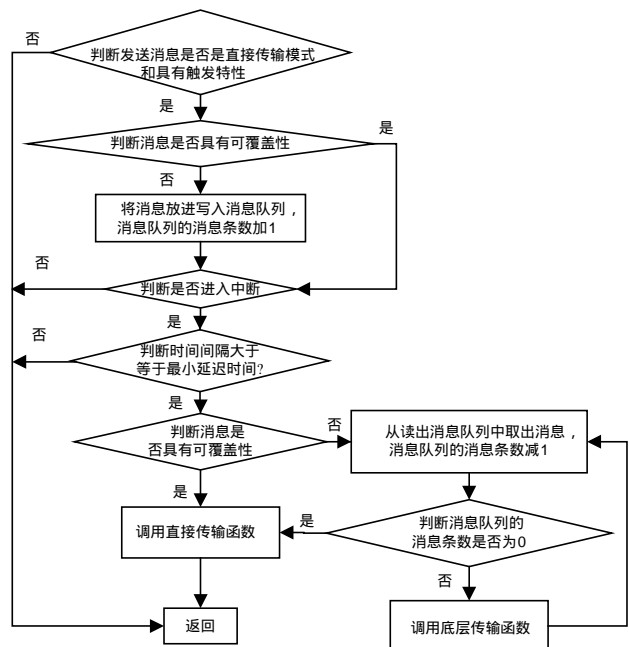 否
判断发送消息是否是直接传输模式
和具有触发特性
是
判断消息是否具有可覆盖性
是
否
将消息放进写入消息队列，
消息队列的消息条数加1
否
判断是否进入中断
是
否
判断时间间隔大于
等于最小延迟时间?
是
判断消息是
否具有可覆盖性
否
从读出消息队列中取出消息，
消息队列的消息条数减1
是
调用直接传输函数
是
判断消息队列的
消息条数是否为0
否
返回
调用底层传输函数